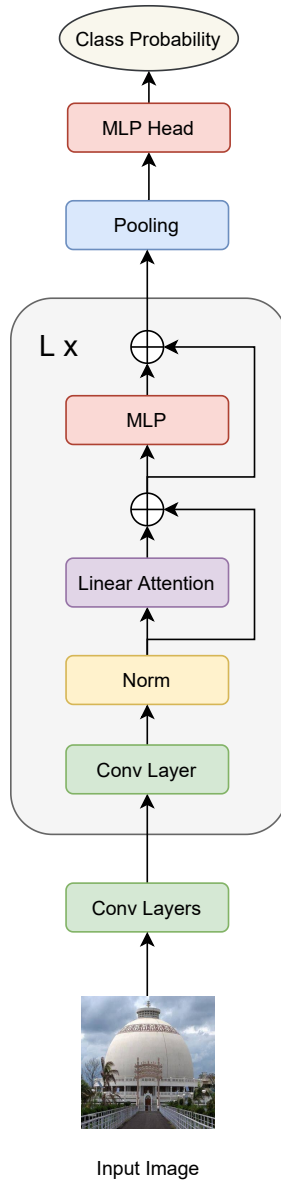 Class Probability
MLP Head
Pooling
L x
MLP
Linear Attention
Norm
Conv Layer
Conv Layers
Input Image